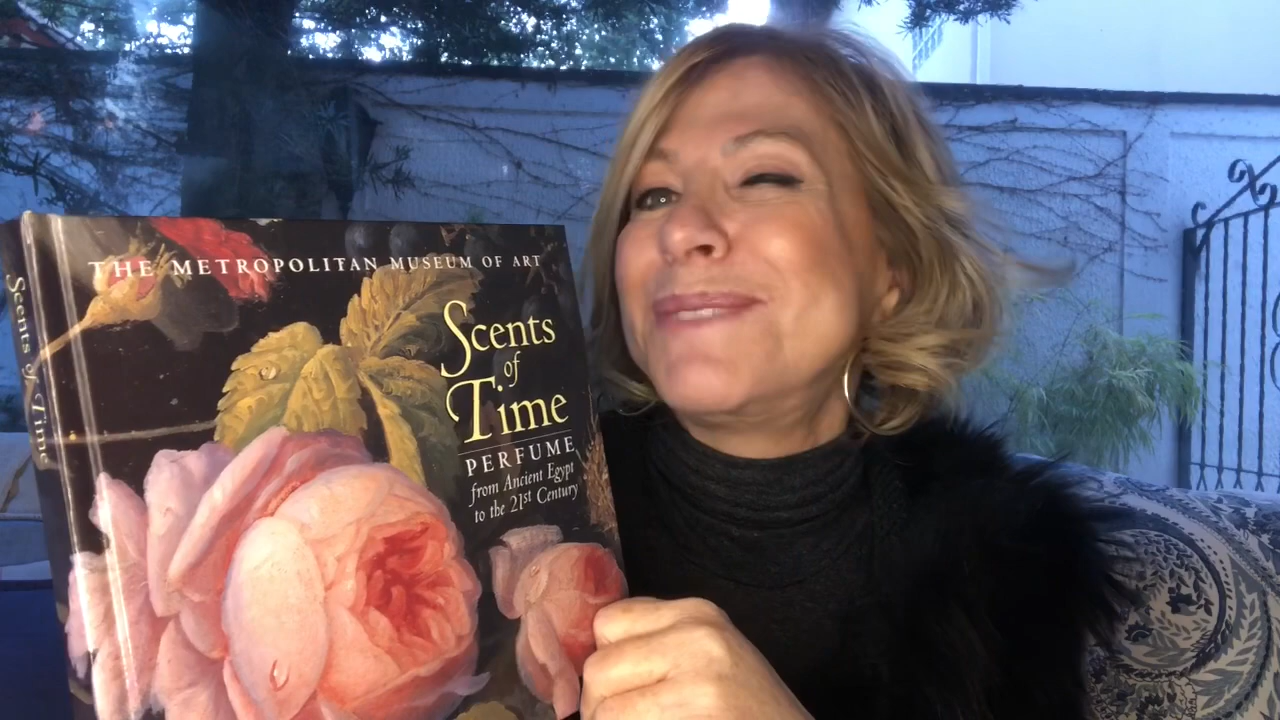 THE METROPOLITAN MUSEUM OF ART
Scents
of
Time
PERFUME
from Ancient Egypt
to the 21st Century
Scents of Time